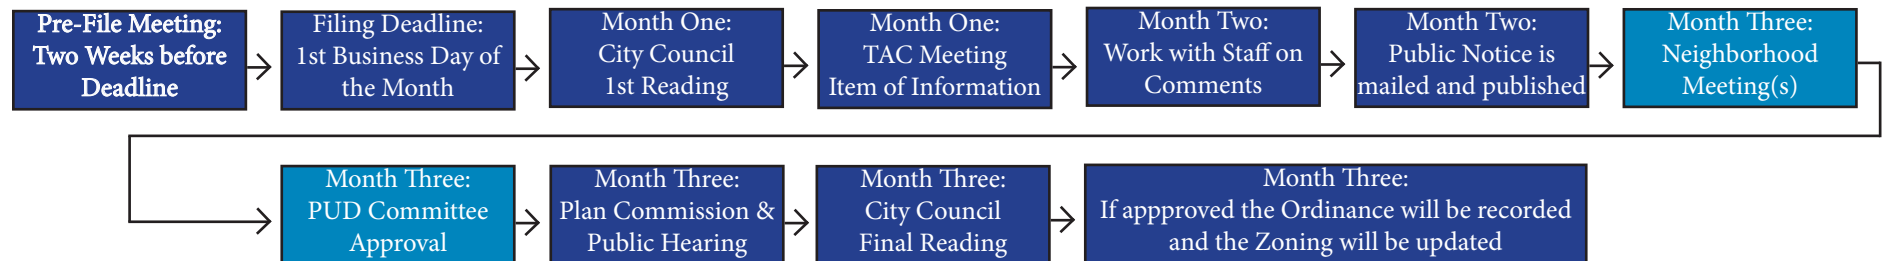 Pre-File Meeting:
Two Weeks before
Deadline
Filing Deadline:
1st Business Day of
the Month
Month One:
City Council
1st Reading
Month One:
TAC Meeting
Item of Information
Month Two:
Work with Staff on
Comments
Month Two:
Public Notice is
mailed and published
Month Three:
Neighborhood
Meeting(s)
Month Three:
PUD Committee
Approval
Month Three:
Plan Commission &
Public Hearing
Month Three:
City Council
Final Reading
Month Three:
If appproved the Ordinance will be recorded
and the Zoning will be updated